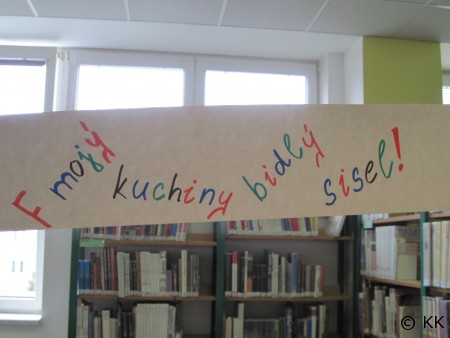 F mojý kuchiny bidlý sisel!
© KK